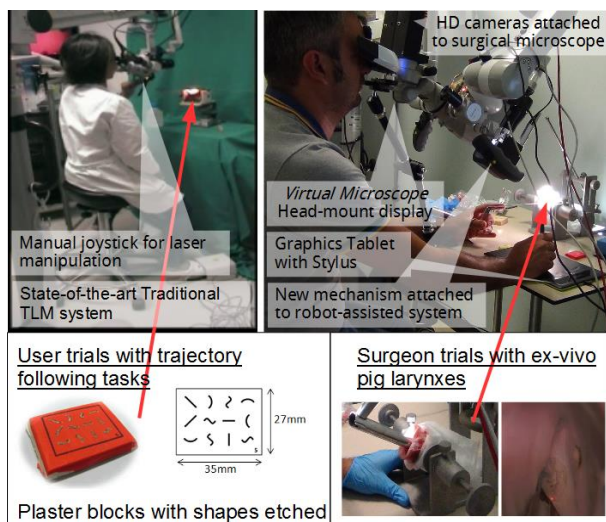 Manual joystick for laser
manipulation
State-of-the-art Traditional
TLM system
HD cameras attached
to surgical microscope
Virtual Microscope
Head-mount display
Graphics Tablet
with Stylus
New mechanism attached
to robot-assisted system
User trials with trajectory
following tasks
27mm
35mm
s
Plaster blocks with shapes etched
Surgeon trials with ex-vivo
pig larynxes